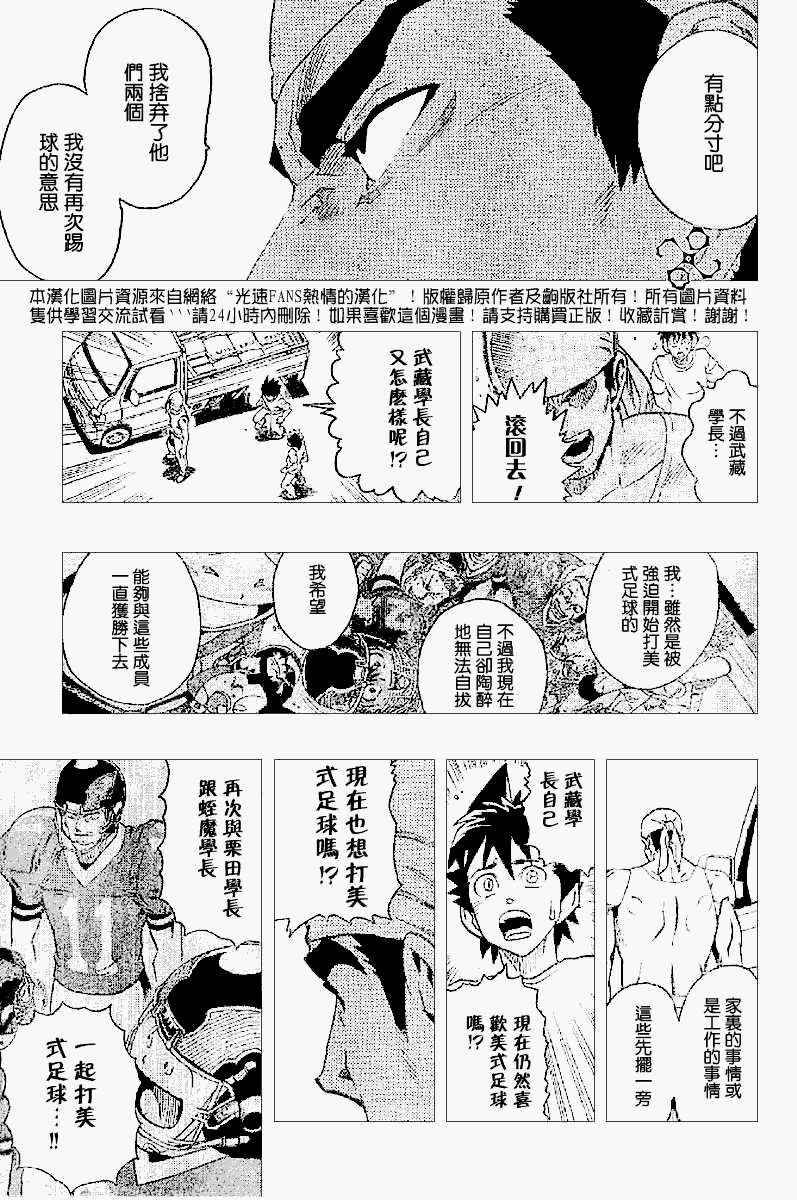 有點分寸吧
我捨弃了他
們兩個
我沒有再次踢
球的意思
本漢化圖片資源來自網絡“光速FANS熱情的漢化”！版權歸原作者及齣版社所有！所有圖片資料
隻供學習交流試看```請24小時內刪除！如果喜歡這個漫畫！請支持購買正版！收藏訢賞！謝謝！
不過武藏
學長…
滚回去！
武藏學長自己
又怎麽樣呢!?
我…雖然是被
強迫開始打美
式足球的
不過我現在
自己卻陶醉
地無法自拔
我希望
能夠與這些成員
一直獲勝下去
家裏的事情或
是工作的事情
這些先擺一旁
武藏學
長自己
現在仍然喜
歡美式足球
嗎!?
現在也想打美
式足球嗎!?
再次與栗田學長
跟蛭魔學長
11
一起打美
式足球…!!